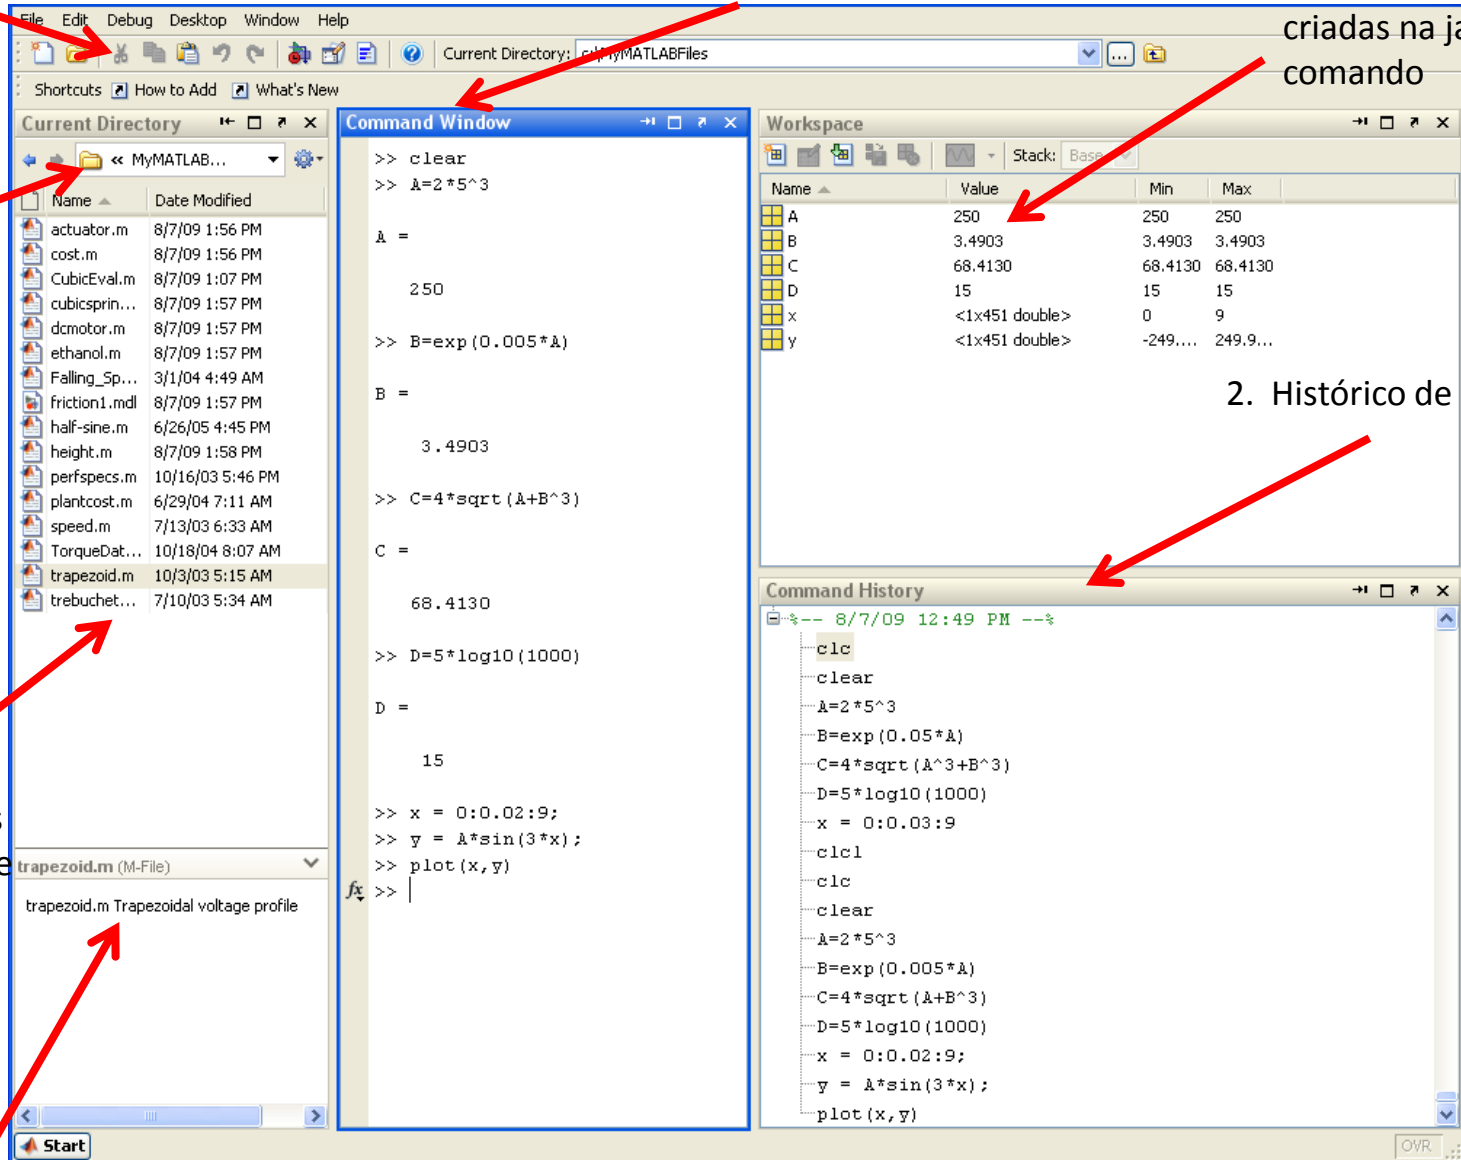 File Edit Debug Desktop Window Help
criadas na ja
comando
Current Directory: c:\MyMATLABFiles
Shortcuts How to Add What's New
Current Directory
« MyMATLAB...
Name Date Modified
actuator.m 8/7/09 1:56 PM
cost.m 8/7/09 1:56 PM
CubicEval.m 8/7/09 1:07 PM
cubicsprin... 8/7/09 1:57 PM
dcmotor.m 8/7/09 1:57 PM
ethanol.m 8/7/09 1:57 PM
Falling_Sp... 3/1/04 4:49 AM
friction1.mdl 8/7/09 1:57 PM
half-sine.m 6/26/05 4:45 PM
height.m 8/7/09 1:58 PM
perfspecs.m 10/16/03 5:46 PM
plantcost.m 6/29/04 7:11 AM
speed.m 7/13/03 6:33 AM
TorqueDat... 10/18/04 8:07 AM
trapezoid.m 10/3/03 5:15 AM
trebuchet... 7/10/03 5:34 AM
s
e
trapezoid.m (M-File)
trapezoid.m Trapezoidal voltage profile
Start
Command Window
>> clear
>> A=2*5^3
A =
250
>> B=exp(0.005*A)
B =
3.4903
>> C=4*sqrt(A+B^3)
C =
68.4130
>> D=5*log10(1000)
D =
15
>> x = 0:0.02:9;
>> y = A*sin(3*x);
>> plot(x,y)
fx >>
Workspace
Stack: Base
Name Value Min Max
A 250 250 250
B 3.4903 3.4903 3.4903
C 68.4130 68.4130 68.4130
D 15 15 15
x <1x451 double> 0 9
y <1x451 double> -249.... 249.9...
2. Histórico de
Command History
%-- 8/7/09 12:49 PM --%
clc
clear
A=2*5^3
B=exp(0.05*A)
C=4*sqrt(A^3+B^3)
D=5*log10(1000)
x = 0:0.03:9
clcl
clc
clear
A=2*5^3
B=exp(0.005*A)
C=4*sqrt(A+B^3)
D=5*log10(1000)
x = 0:0.02:9;
y = A*sin(3*x);
plot(x,y)
OVR